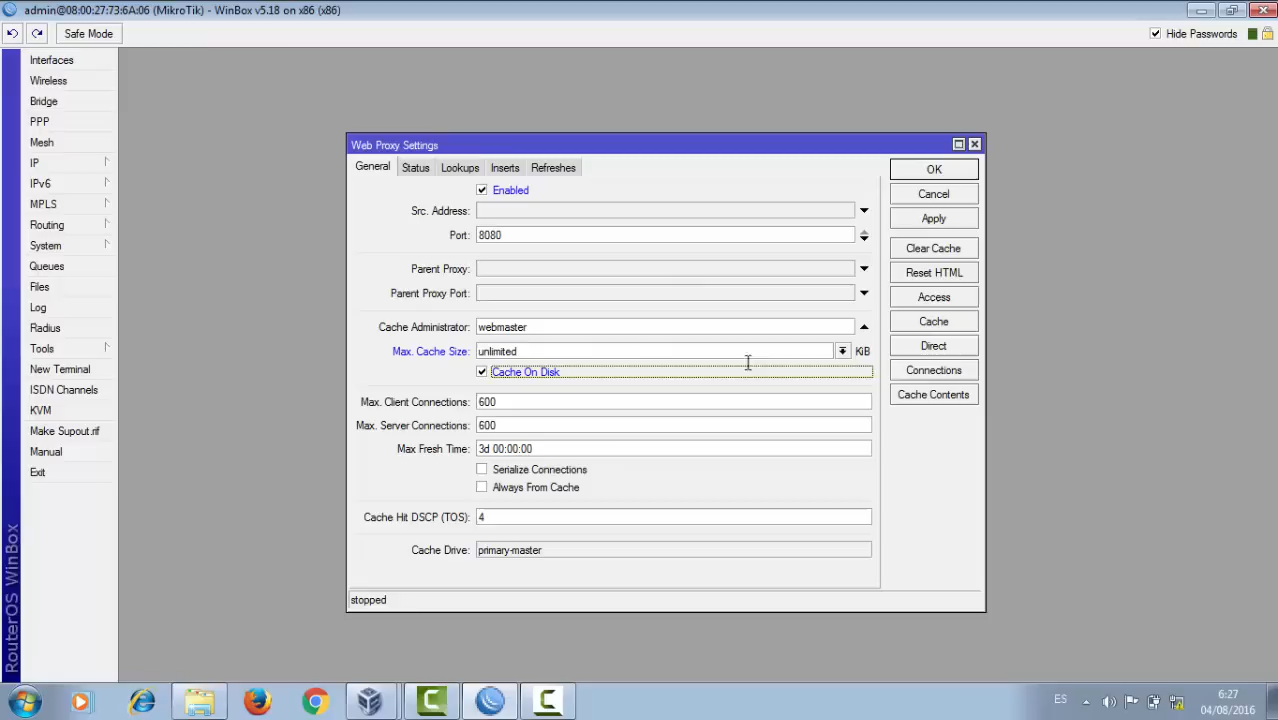 admin@08:00:27:73:6A:06 (MikroTik) - WinBox v5.18 on x86 (x86)
Safe Mode
Hide Passwords
Interfaces
Wireless
Bridge
PPP
Mesh
IP
IPv6
MPLS
Routing
System
Queues
Files
Log
Radius
Tools
New Terminal
ISDN Channels
KVM
Make Supout.rif
Manual
Exit
RouterOS WinBox
Web Proxy Settings
General Status Lookups Inserts Refreshes
Enabled
Src. Address:
Port: 8080
Parent Proxy:
Parent Proxy Port:
Cache Administrator: webmaster
Max. Cache Size: unlimited KiB
Cache On Disk
Max. Client Connections: 600
Max. Server Connections: 600
Max Fresh Time: 3d 00:00:00
Serialize Connections
Always From Cache
Cache Hit DSCP (TOS): 4
Cache Drive: primary-master
stopped
OK
Cancel
Apply
Clear Cache
Reset HTML
Access
Cache
Direct
Connections
Cache Contents
ES
6:27
04/08/2016